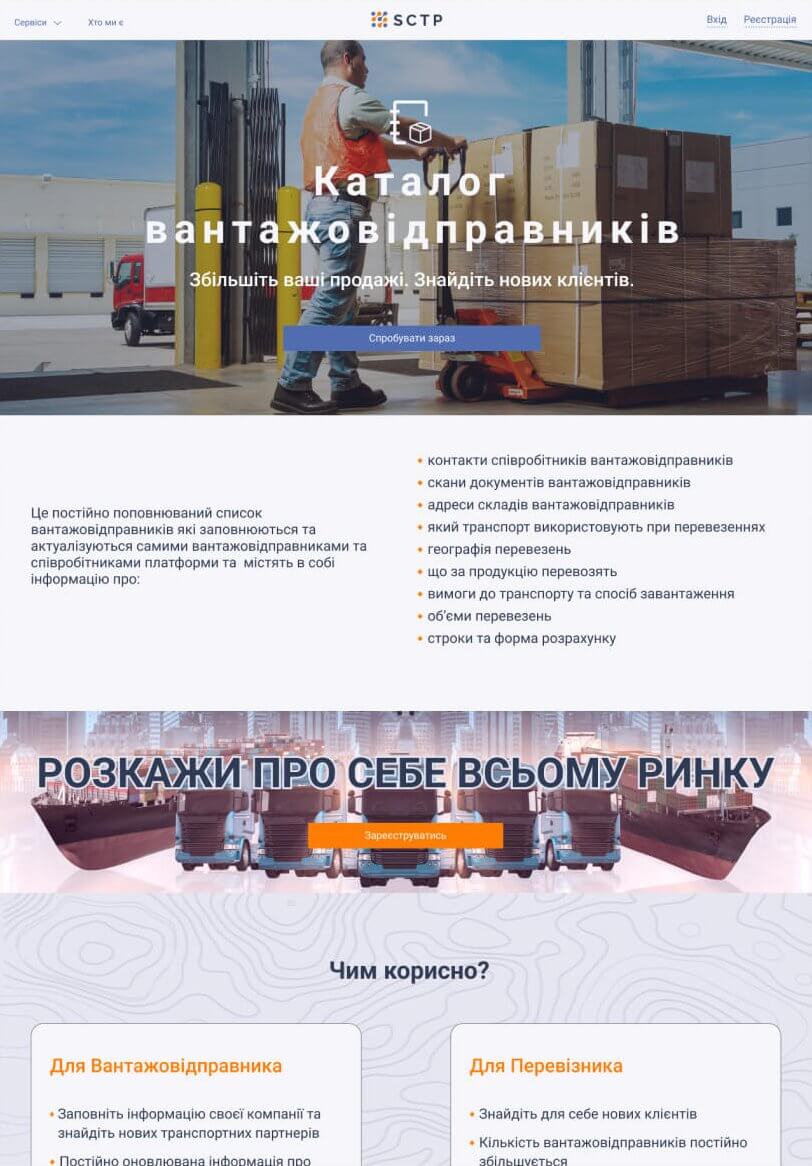 Сервіси
Хто ми є
SCTP
Вхід
Реєстрація
Каталог
вантажовідправників
Збільшіть ваші продажі. Знайдіть нових клієнтів.
Спробувати зараз
Це постійно поповнюваний список
вантажовідправників які заповнюються та
актуалізуються самими вантажовідправниками та
співробітниками платформи та містять в собі
інформацію про:
контакти співробітників вантажовідправників
скани документів вантажовідправників
адреси складів вантажовідправників
який транспорт використовують при перевезеннях
географія перевезень
що за продукцію перевозять
вимоги до транспорту та спосіб завантаження
об’єми перевезень
строки та форма розрахунку
РОЗКАЖИ ПРО СЕБЕ ВСЬОМУ РИНКУ
Зареєструватись
Чим корисно?
Для Вантажовідправника
Заповніть інформацію своєї компанії та
знайдіть нових транспортних партнерів
Постійно оновлювана інформація про
Для Перевізника
Знайдіть для себе нових клієнтів
Кількість вантажовідправників постійно
збільшується